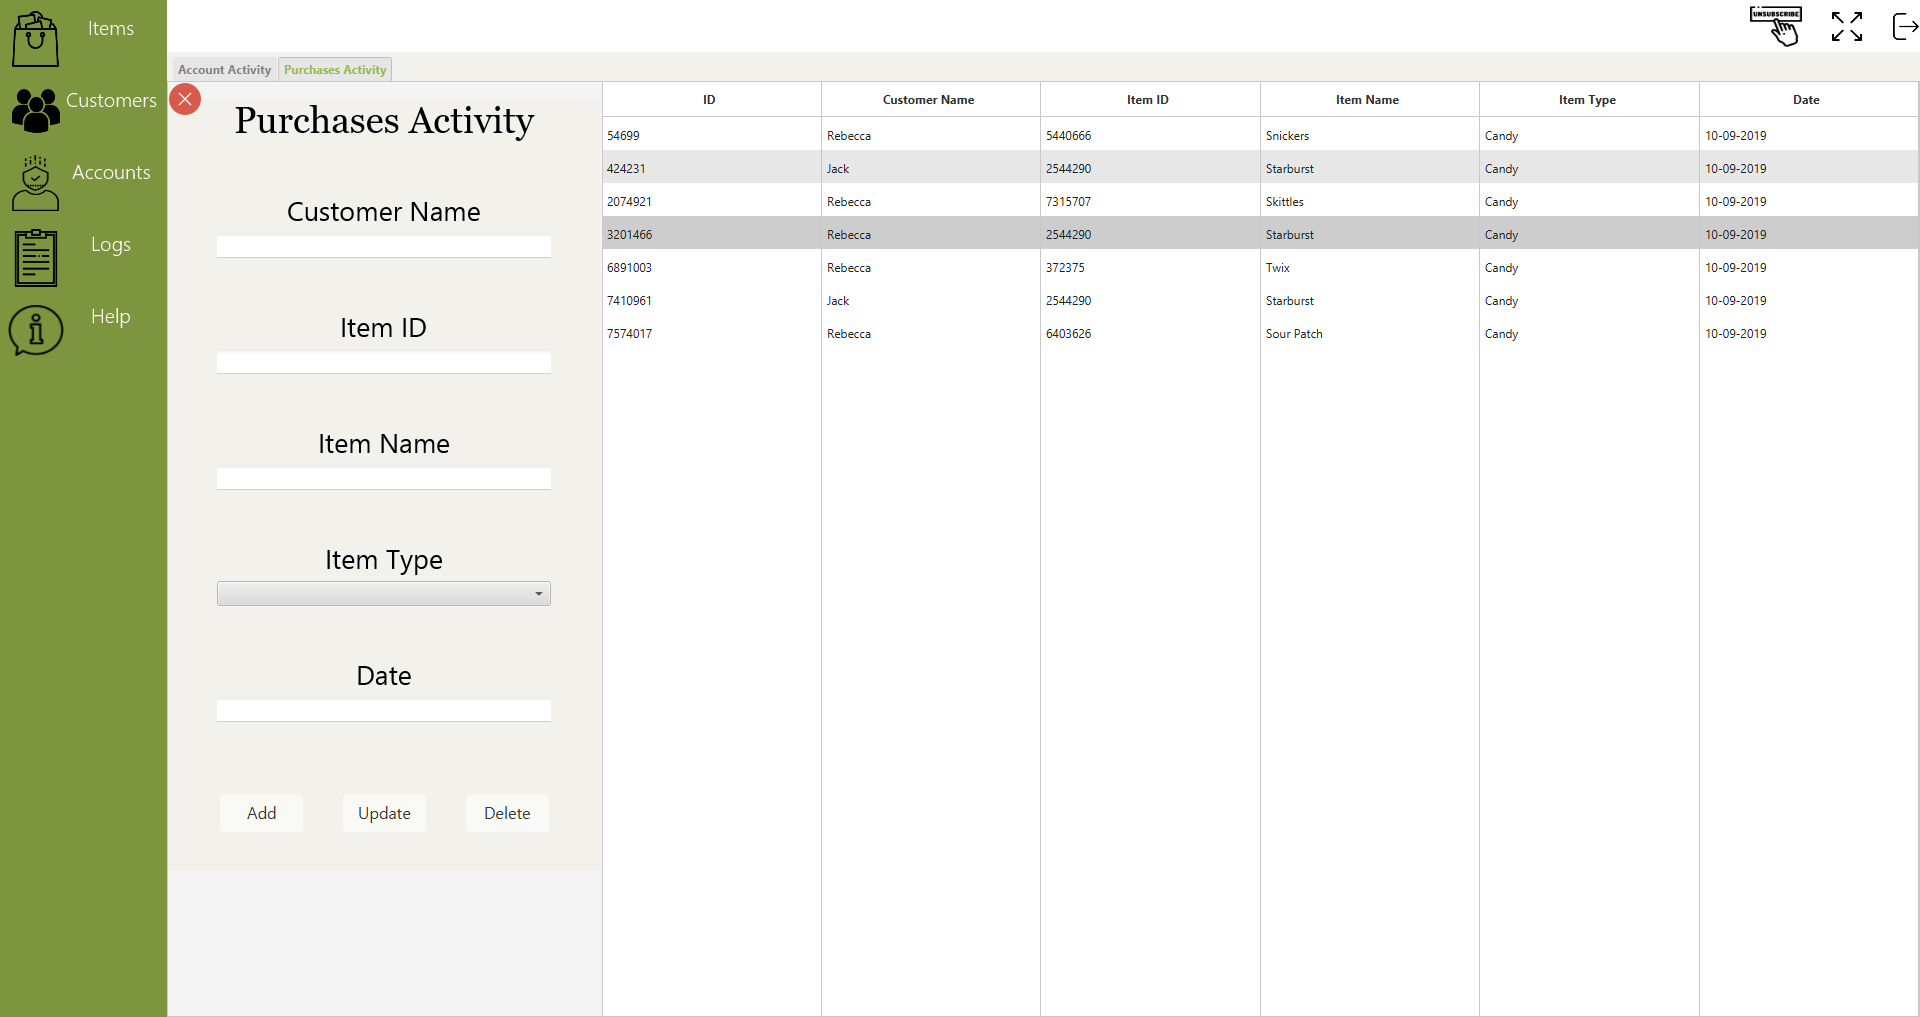 Items
Customers
Accounts
Logs
Help
UNSUBSCRIBE
Account Activity Purchases Activity
Purchases Activity
Customer Name
Item ID
Item Name
Item Type
Date
Add Update Delete
ID Customer Name Item ID Item Name Item Type Date
54699 Rebecca 5440666 Snickers Candy 10-09-2019
424231 Jack 2544290 Starburst Candy 10-09-2019
2074921 Rebecca 7315707 Skittles Candy 10-09-2019
3201466 Rebecca 2544290 Starburst Candy 10-09-2019
6891003 Rebecca 372375 Twix Candy 10-09-2019
7410961 Jack 2544290 Starburst Candy 10-09-2019
7574017 Rebecca 6403626 Sour Patch Candy 10-09-2019